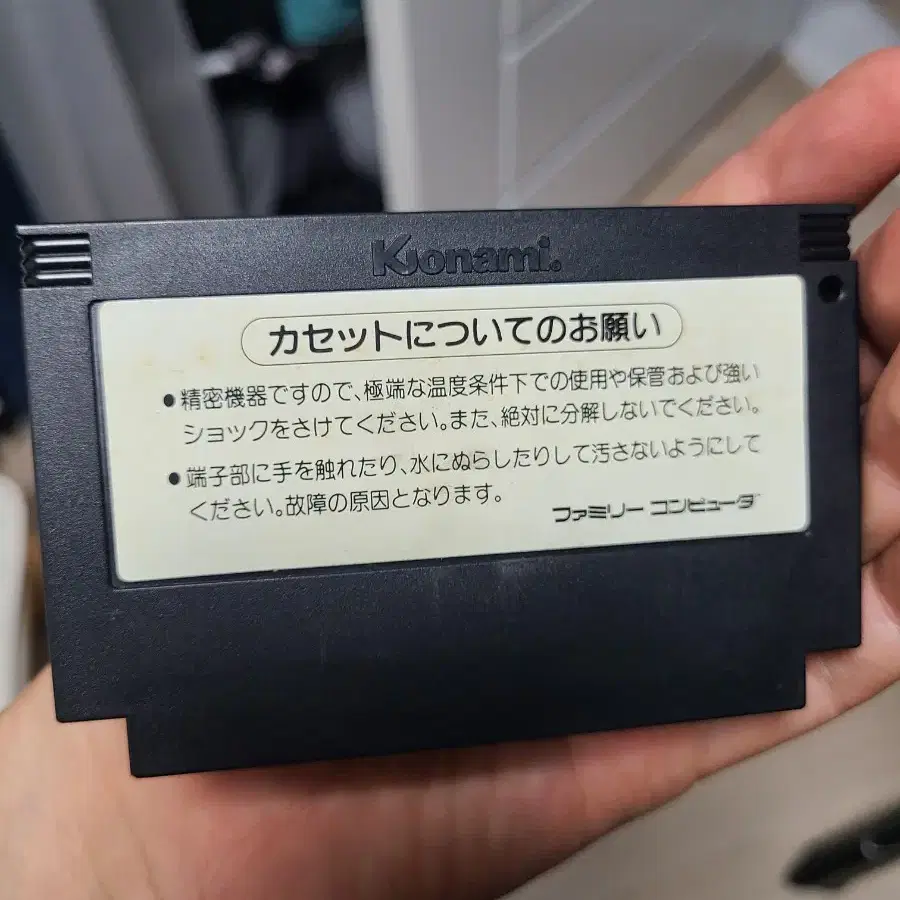 Konami
カセットについてのお願い
●精密機器ですので、極端な温度条件下での使用や保管および強い
ショックをさけてください。また、絶対に分解しないでください。
●端子部に手を触れたり、水にぬらしたりして汚さないようにして
ください。故障の原因となります。
ファミリー コンピュータ